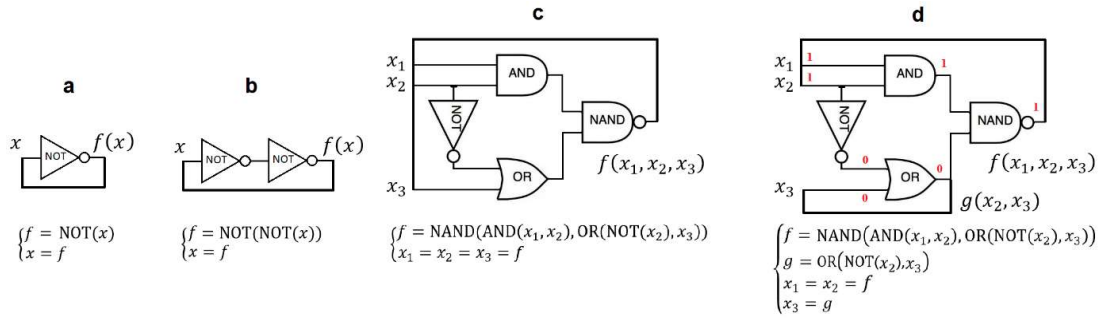 a
x
NOT
f(x)
{f = NOT(x)
x = f
b
x
NOT
NOT
f(x)
{f = NOT(NOT(x))
x = f
c
x₁
x₂
x₃
AND
NOT
OR
NAND
f(x₁, x₂, x₃)
{f = NAND(AND(x₁, x₂), OR(NOT(x₂), x₃))
x₁ = x₂ = x₃ = f
d
x₁
1
1
x₂
1
AND
NOT
NAND
1
f(x₁, x₂, x₃)
0
OR
0
x₃
0
g(x₂, x₃)
{f = NAND(AND(x₁, x₂), OR(NOT(x₂), x₃))
g = OR(NOT(x₂),x₃)
x₁ = x₂ = f
x₃ = g